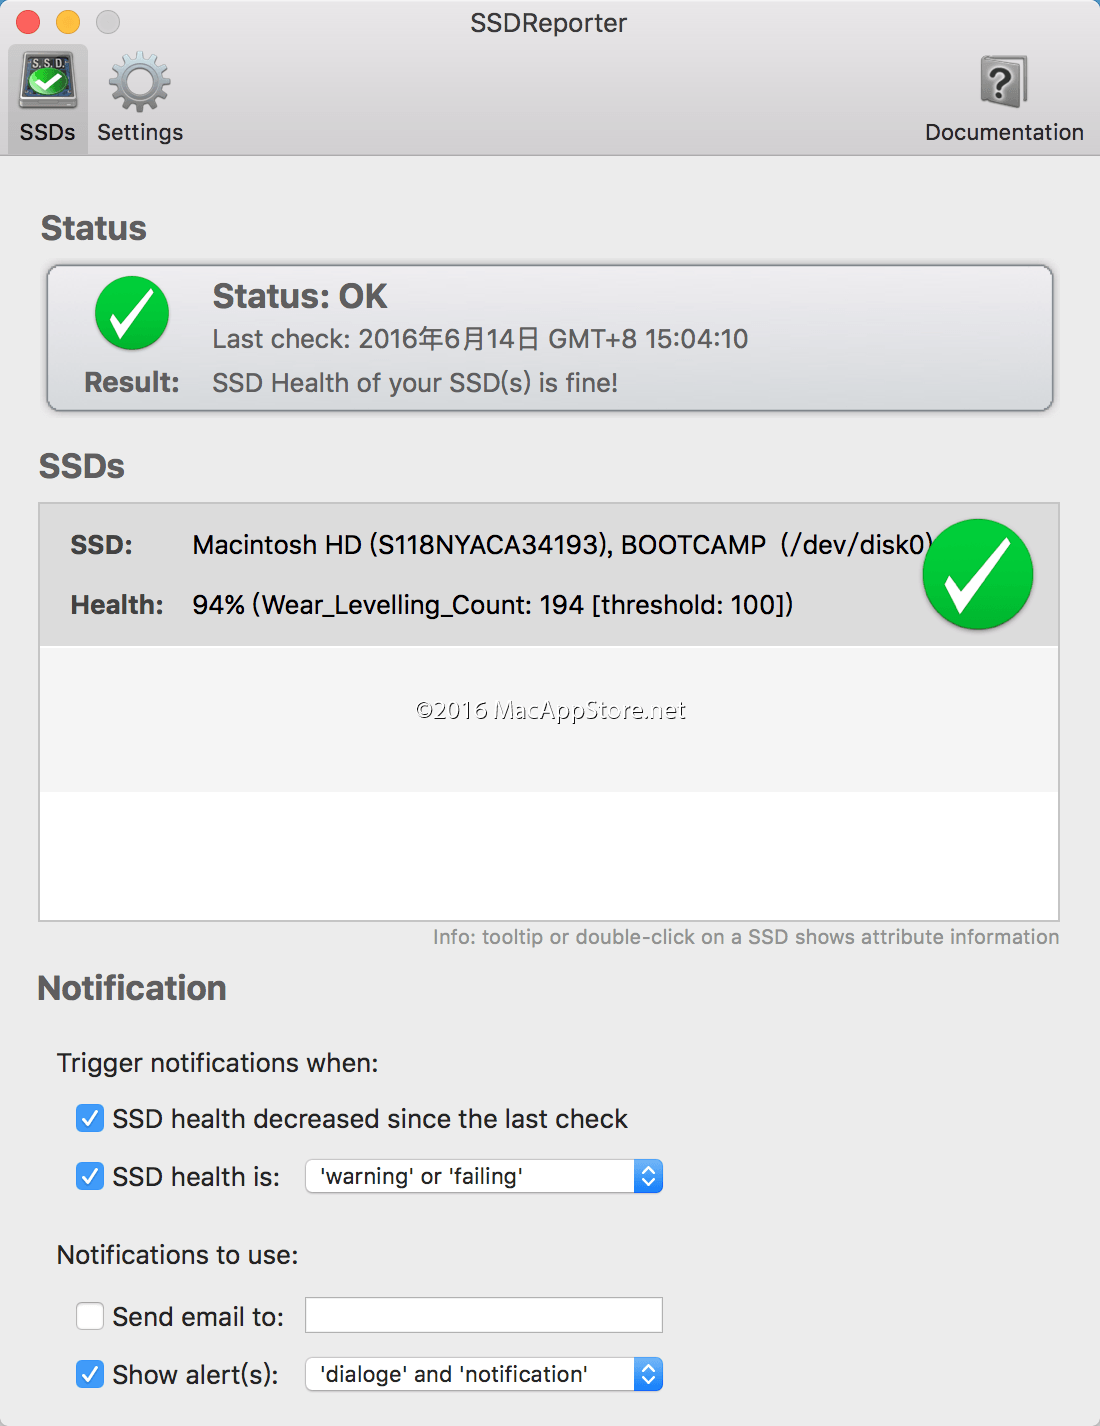 SSDReporter
S.S.D.
SSDs
Settings
?
Documentation
Status
Status: OK
Last check: 2016年6月14日 GMT+8 15:04:10
Result: SSD Health of your SSD(s) is fine!
SSDs
SSD: Macintosh HD (S118NYACA34193), BOOTCAMP (/dev/disk0)
Health: 94% (Wear_Levelling_Count: 194 [threshold: 100])
©2016 MacAppStore.net
Info: tooltip or double-click on a SSD shows attribute information
Notification
Trigger notifications when:
SSD health decreased since the last check
SSD health is: 'warning' or 'failing'
Notifications to use:
Send email to:
Show alert(s): 'dialoge' and 'notification'